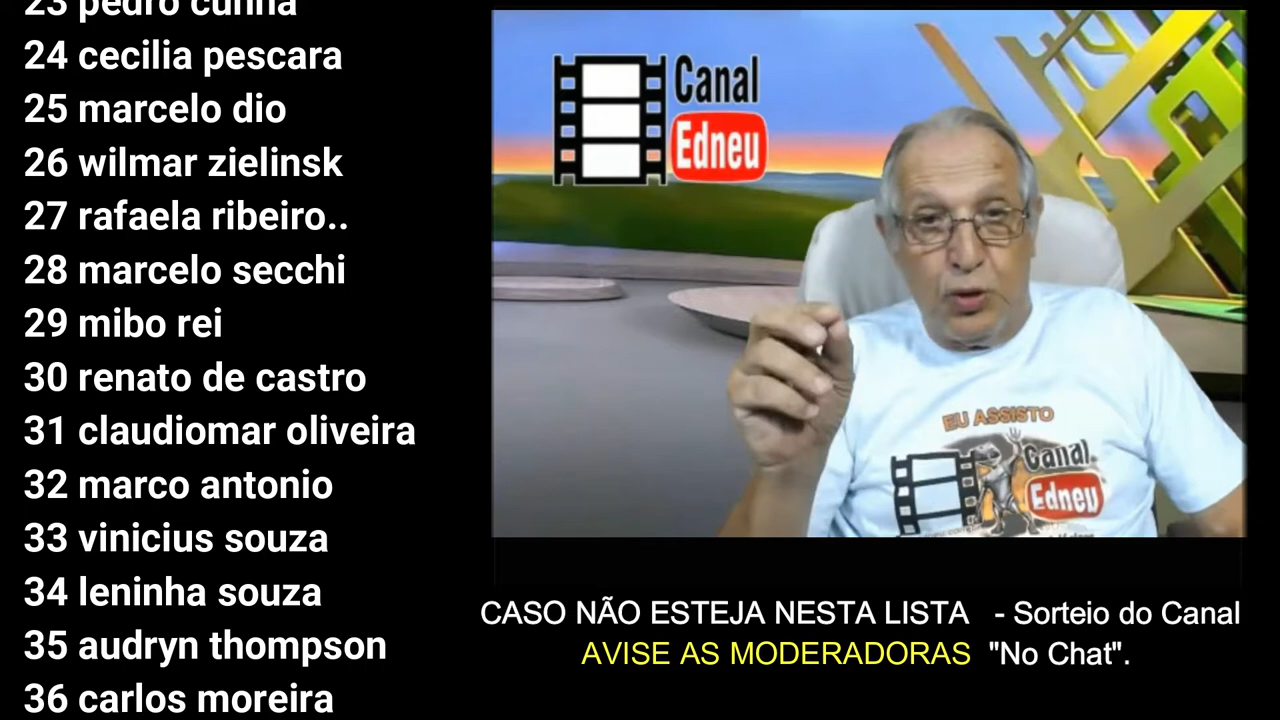 23 pedro cunha
24 cecilia pescara
25 marcelo dio
26 wilmar zielinsk
27 rafaela ribeiro..
28 marcelo secchi
29 mibo rei
30 renato de castro
31 claudiomar oliveira
32 marco antonio
33 vinicius souza
34 leninha souza
35 audryn thompson
36 carlos moreira
Canal
Edneu
EU ASSISTO
Canal
Edneu
CASO NÃO ESTEJA NESTA LISTA - Sorteio do Canal
AVISE AS MODERADORAS "No Chat".